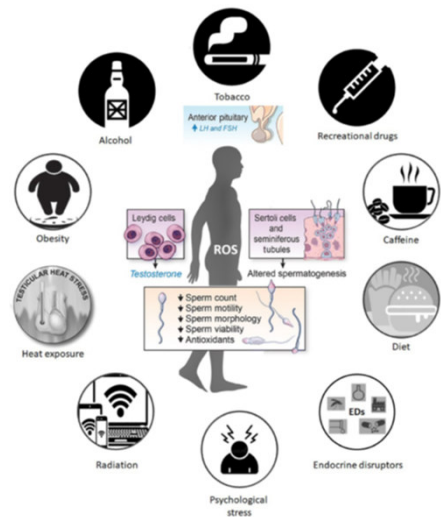 Tobacco
Alcohol
Recreational drugs
Anterior pituitary
LH and FSH
Obesity
Caffeine
Leydig cells
Testosterone
ROS
Sertoli cells
and
seminiferous
tubules
Altered spermatogenesis
TESTICULAR HEAT STRESS
Heat exposure
Sperm count
Sperm motility
Sperm morphology
Sperm viability
Antioxidants
Diet
Radiation
EDs
Endocrine disruptors
Psychological
stress